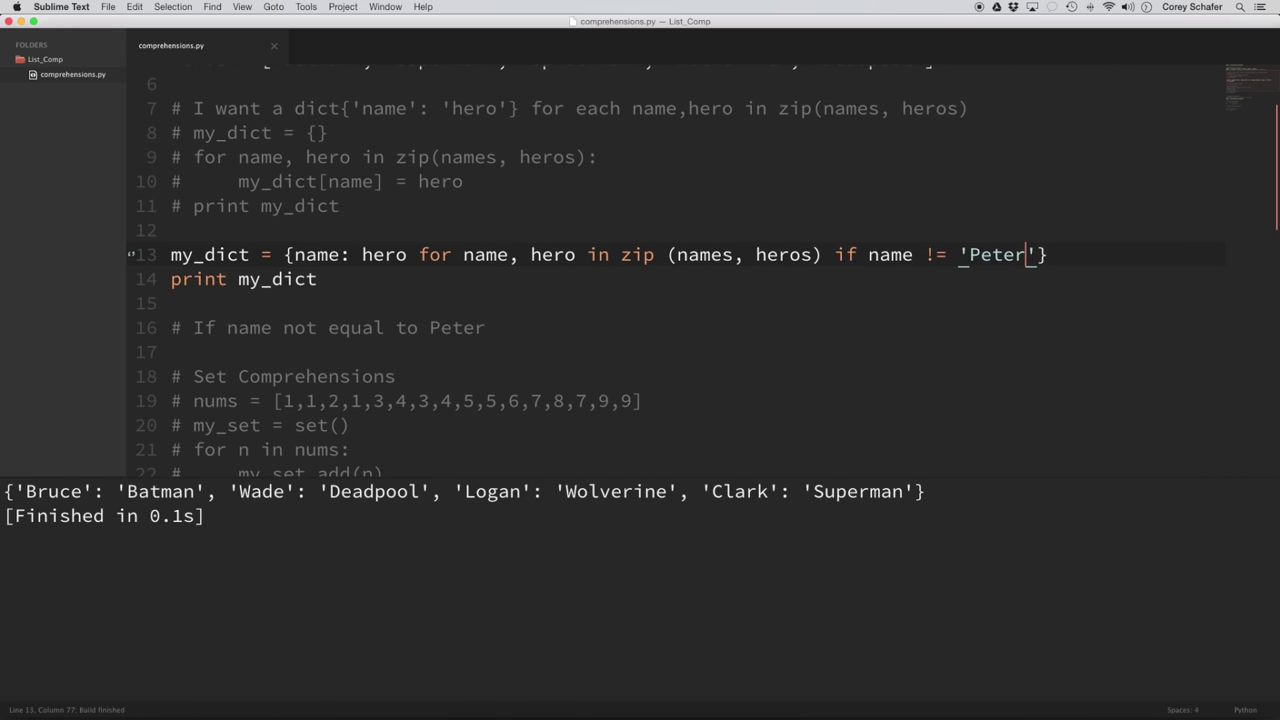 Sublime Text File Edit Selection Find View Goto Tools Project Window Help Corey Schafer
comprehensions.py — List_Comp
FOLDERS
List_Comp
comprehensions.py
comprehensions.py
6
7 # I want a dict{'name': 'hero'} for each name,hero in zip(names, heros)
8 # my_dict = {}
9 # for name, hero in zip(names, heros):
10 #     my_dict[name] = hero
11 # print my_dict
12
13 my_dict = {name: hero for name, hero in zip (names, heros) if name != 'Peter'}
14 print my_dict
15
16 # If name not equal to Peter
17
18 # Set Comprehensions
19 # nums = [1,1,2,1,3,4,3,4,5,5,6,7,8,7,9,9]
20 # my_set = set()
21 # for n in nums:
22 #     my_set.add(n)
{'Bruce': 'Batman', 'Wade': 'Deadpool', 'Logan': 'Wolverine', 'Clark': 'Superman'}
[Finished in 0.1s]
Line 13, Column 77; Build finished Spaces: 4 Python